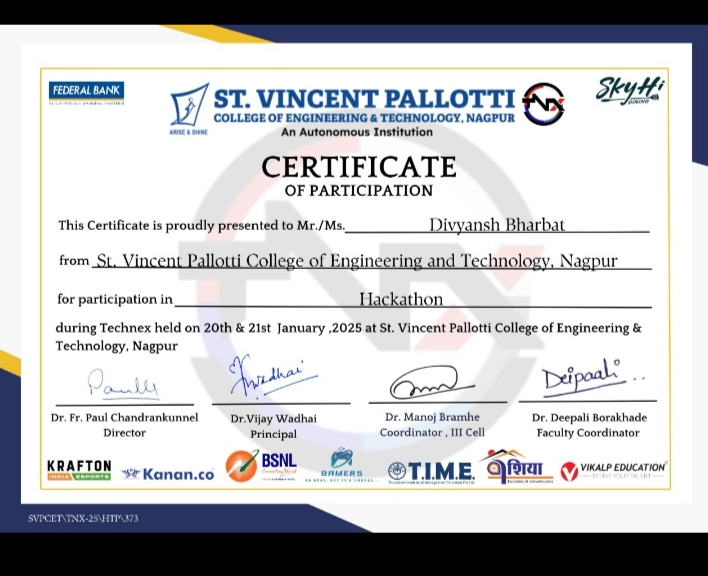 FEDERAL BANK
YOUR PERFECT BANKING PARTNER
ST. VINCENT PALLOTTI
COLLEGE OF ENGINEERING & TECHNOLOGY, NAGPUR
ARISE & SHINE
An Autonomous Institution
TNX
SkyHi
DINING
CERTIFICATE
OF PARTICIPATION
This Certificate is proudly presented to Mr./Ms. Divyansh Bharbat
from St. Vincent Pallotti College of Engineering and Technology, Nagpur
for participation in Hackathon
during Technex held on 20th & 21st January ,2025 at St. Vincent Pallotti College of Engineering &
Technology, Nagpur
Wadhai
Deipaali
Dr. Fr. Paul Chandrankunnel
Director
Dr.Vijay Wadhai
Principal
Dr. Manoj Bramhe
Coordinator , III Cell
Dr. Deepali Borakhade
Faculty Coordinator
KRAFTON
INDIA ESPORTS
Kanan.co
BSNL
T.I.M.E.
VIKALP EDUCATION
SVPCET\TNX-25\HTP\373